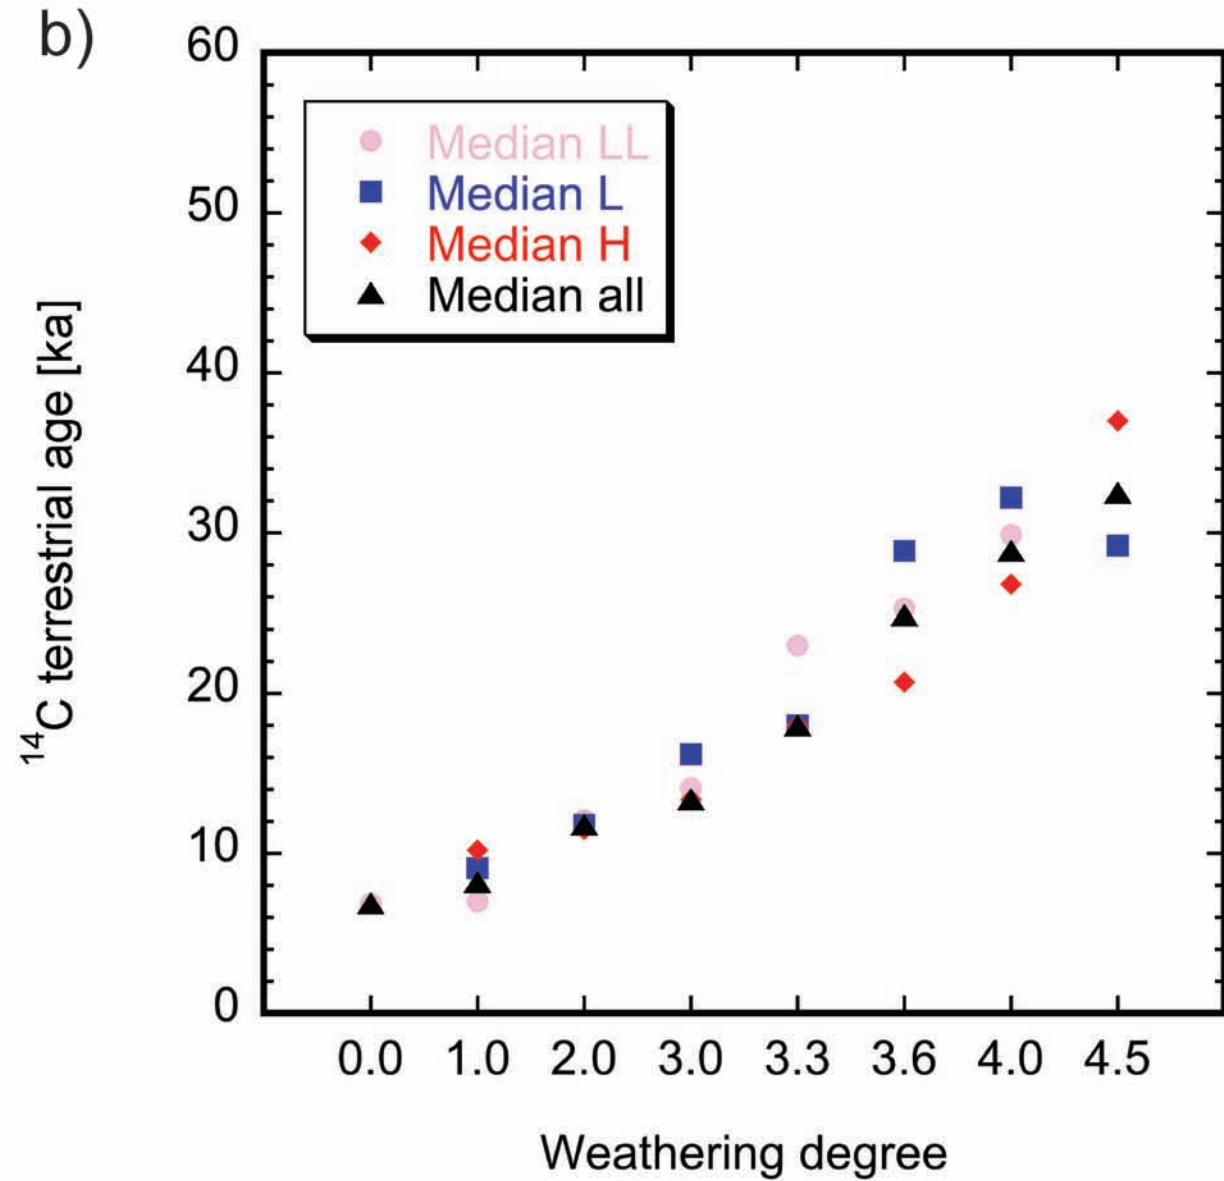 b)
60
50
40
30
20
10
0
Median LL
Median L
Median H
Median all
14C terrestrial age [ka]
0.0 1.0 2.0 3.0 3.3 3.6 4.0 4.5
Weathering degree